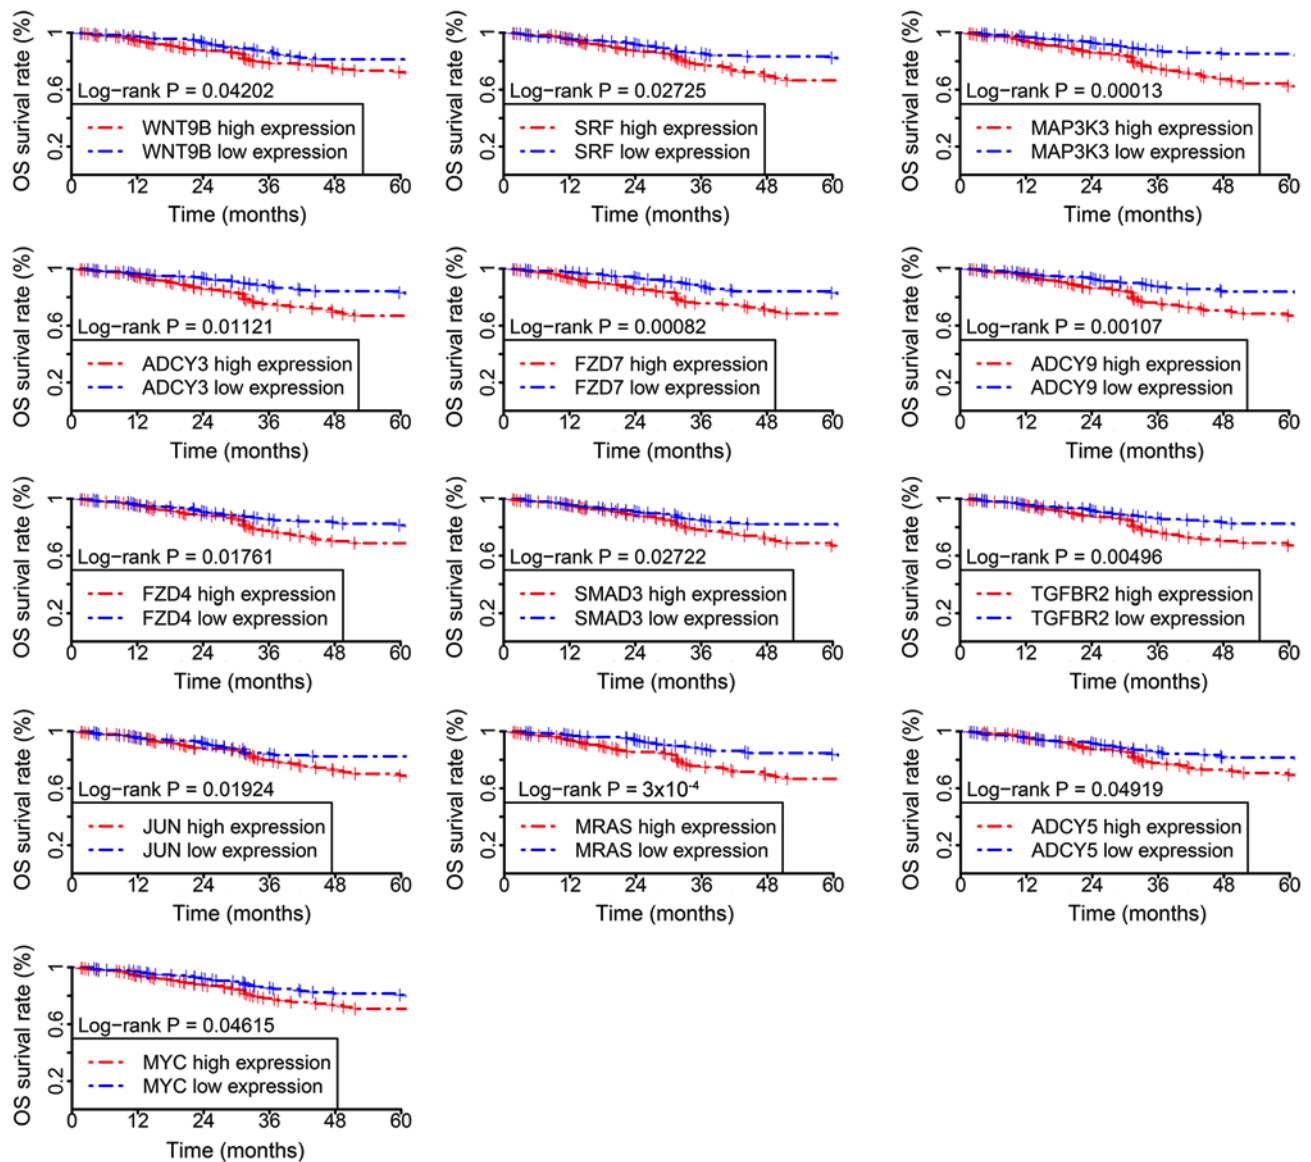 OS surival rate (%)
1
0.6
0.2
Log-rank P = 0.04202
WNT9B high expression
WNT9B low expression
0 12 24 36 48 60
Time (months)
OS surival rate (%)
1
0.6
0.2
Log-rank P = 0.02725
SRF high expression
SRF low expression
0 12 24 36 48 60
Time (months)
OS surival rate (%)
1
0.6
0.2
Log-rank P = 0.00013
MAP3K3 high expression
MAP3K3 low expression
0 12 24 36 48 60
Time (months)
OS surival rate (%)
1
0.6
0.2
Log-rank P = 0.01121
ADCY3 high expression
ADCY3 low expression
0 12 24 36 48 60
Time (months)
OS surival rate (%)
1
0.6
0.2
Log-rank P = 0.00082
FZD7 high expression
FZD7 low expression
0 12 24 36 48 60
Time (months)
OS surival rate (%)
1
0.6
0.2
Log-rank P = 0.00107
ADCY9 high expression
ADCY9 low expression
0 12 24 36 48 60
Time (months)
OS surival rate (%)
1
0.6
0.2
Log-rank P = 0.01761
FZD4 high expression
FZD4 low expression
0 12 24 36 48 60
Time (months)
OS surival rate (%)
1
0.6
0.2
Log-rank P = 0.02722
SMAD3 high expression
SMAD3 low expression
0 12 24 36 48 60
Time (months)
OS surival rate (%)
1
0.6
0.2
Log-rank P = 0.00496
TGFBR2 high expression
TGFBR2 low expression
0 12 24 36 48 60
Time (months)
OS surival rate (%)
1
0.6
0.2
Log-rank P = 0.01924
JUN high expression
JUN low expression
0 12 24 36 48 60
Time (months)
OS surival rate (%)
1
0.6
0.2
Log-rank P = 3x10⁻⁴
MRAS high expression
MRAS low expression
0 12 24 36 48 60
Time (months)
OS surival rate (%)
1
0.6
0.2
Log-rank P = 0.04919
ADCY5 high expression
ADCY5 low expression
0 12 24 36 48 60
Time (months)
OS surival rate (%)
1
0.6
0.2
Log-rank P = 0.04615
MYC high expression
MYC low expression
0 12 24 36 48 60
Time (months)